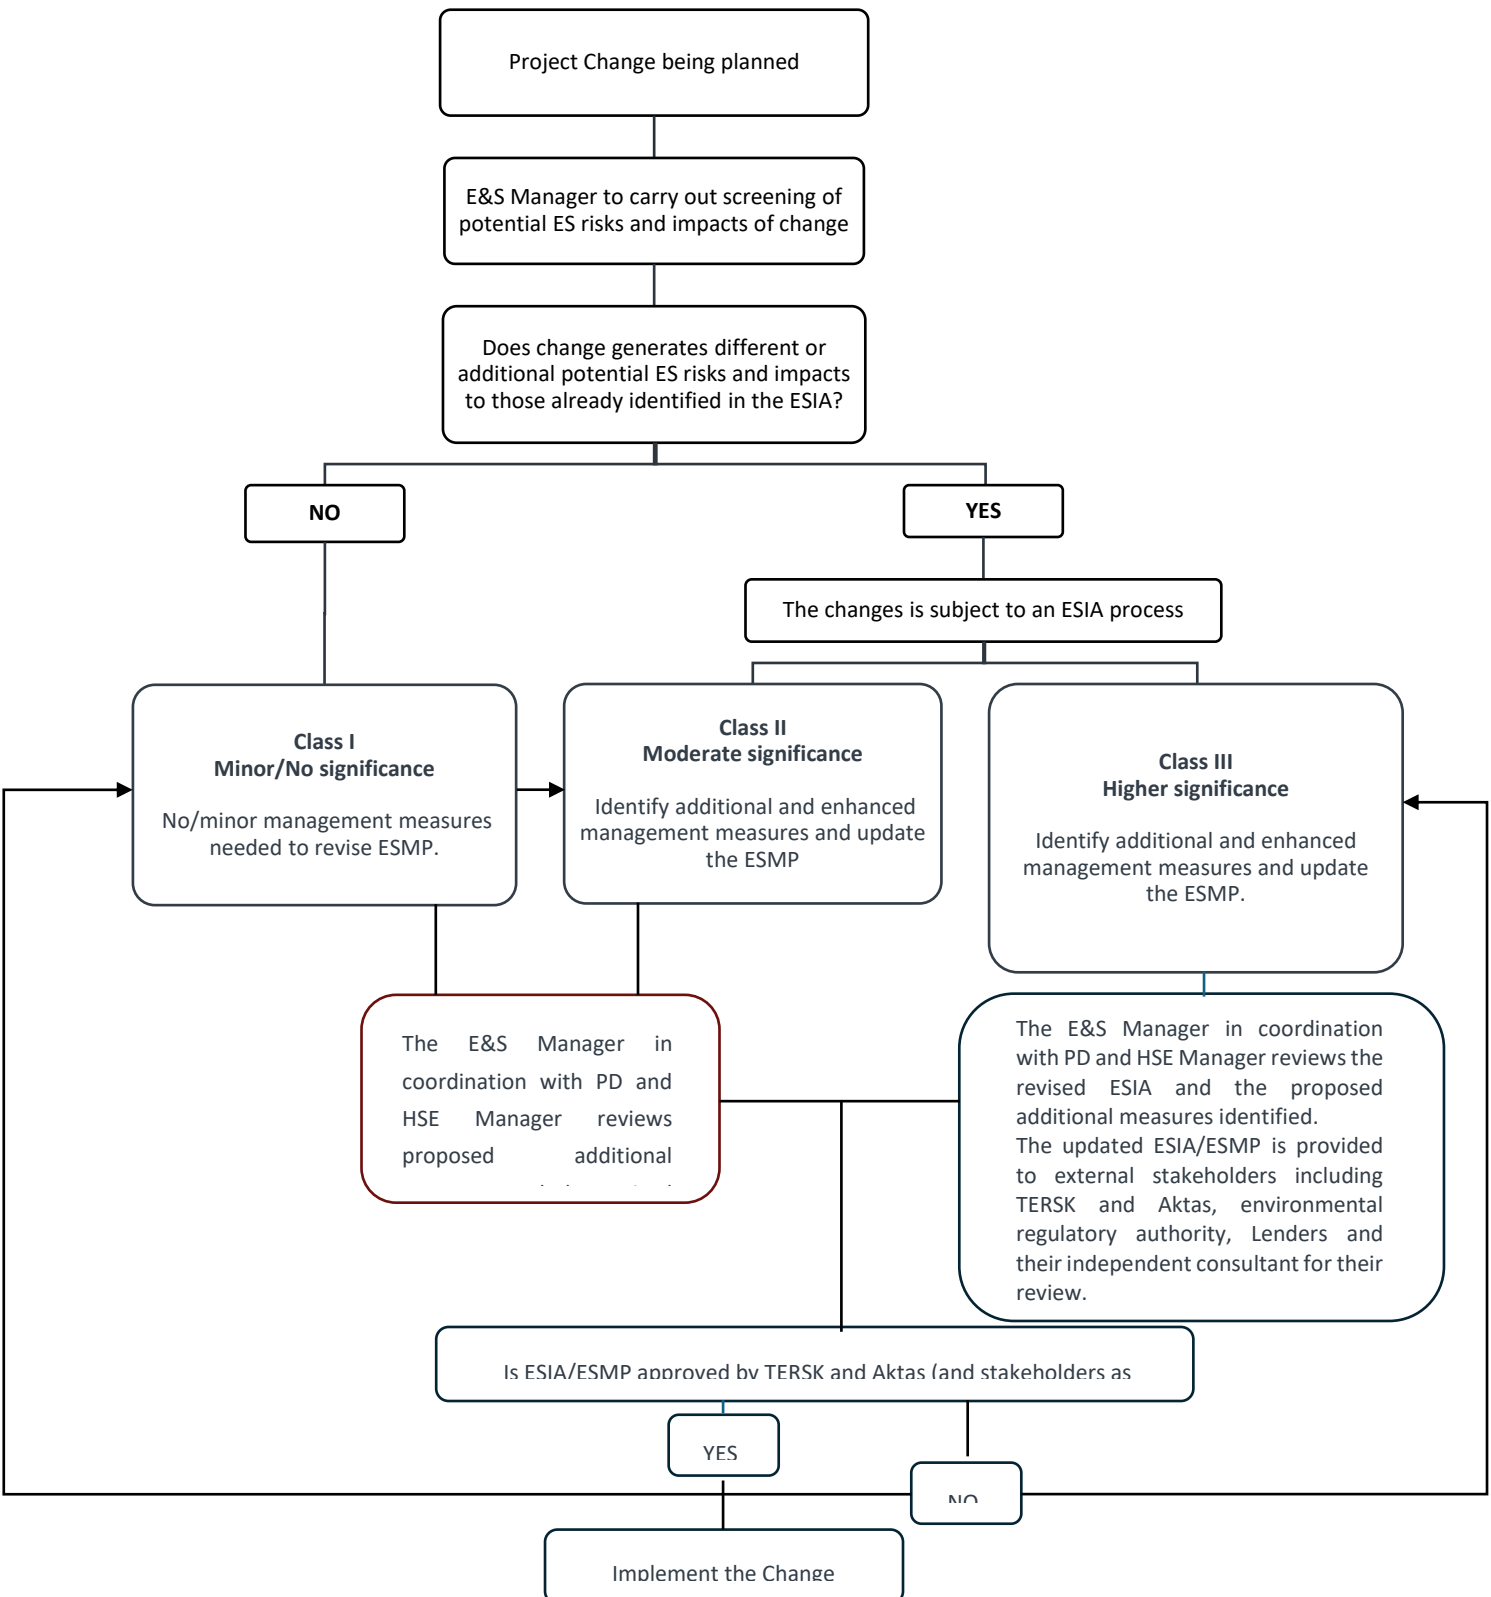 Project Change being planned
E&S Manager to carry out screening of
potential ES risks and impacts of change
Does change generates different or
additional potential ES risks and impacts
to those already identified in the ESIA?
NO
YES
The changes is subject to an ESIA process
Class I
Minor/No significance
No/minor management measures
needed to revise ESMP.
Class II
Moderate significance
Identify additional and enhanced
management measures and update
the ESMP
Class III
Higher significance
Identify additional and enhanced
management measures and update
the ESMP.
The E&S Manager in
coordination with PD and
HSE Manager reviews
proposed additional
The E&S Manager in coordination
with PD and HSE Manager reviews the
revised ESIA and the proposed
additional measures identified.
The updated ESIA/ESMP is provided
to external stakeholders including
TERSK and Aktas, environmental
regulatory authority, Lenders and
their independent consultant for their
review.
Is ESIA/ESMP approved by TERSK and Aktas (and stakeholders as
YES
NO
Implement the Change